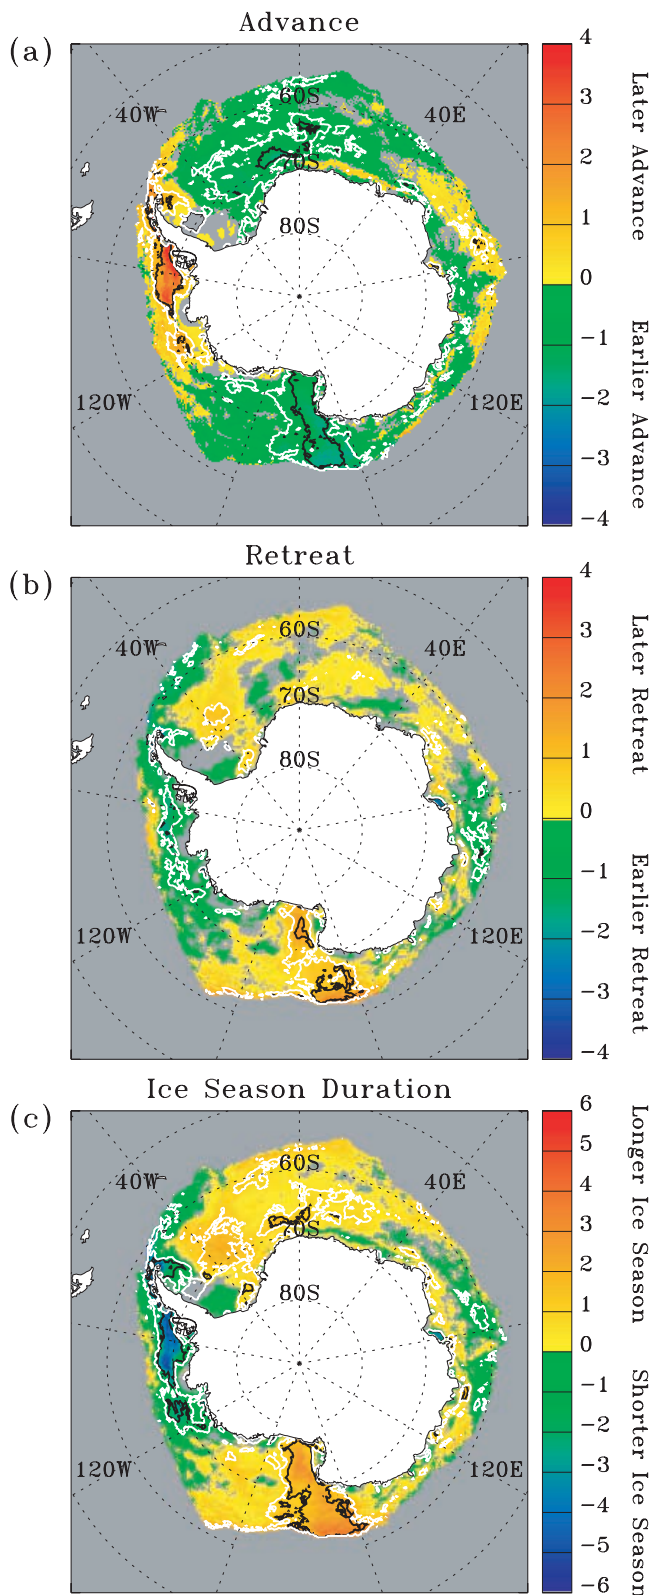 Advance
(a)
40W
60S
40E
70S
80S
120W
120E
4
3
2
1
0
-1
-2
-3
-4
Later Advance
Earlier Advance
Retreat
(b)
40W
60S
40E
70S
80S
120W
120E
4
3
2
1
0
-1
-2
-3
-4
Later Retreat
Earlier Retreat
Ice Season Duration
(c)
40W
60S
40E
70S
80S
120W
120E
6
5
4
3
2
1
0
-1
-2
-3
-4
-5
-6
Longer Ice Season
Shorter Ice Season